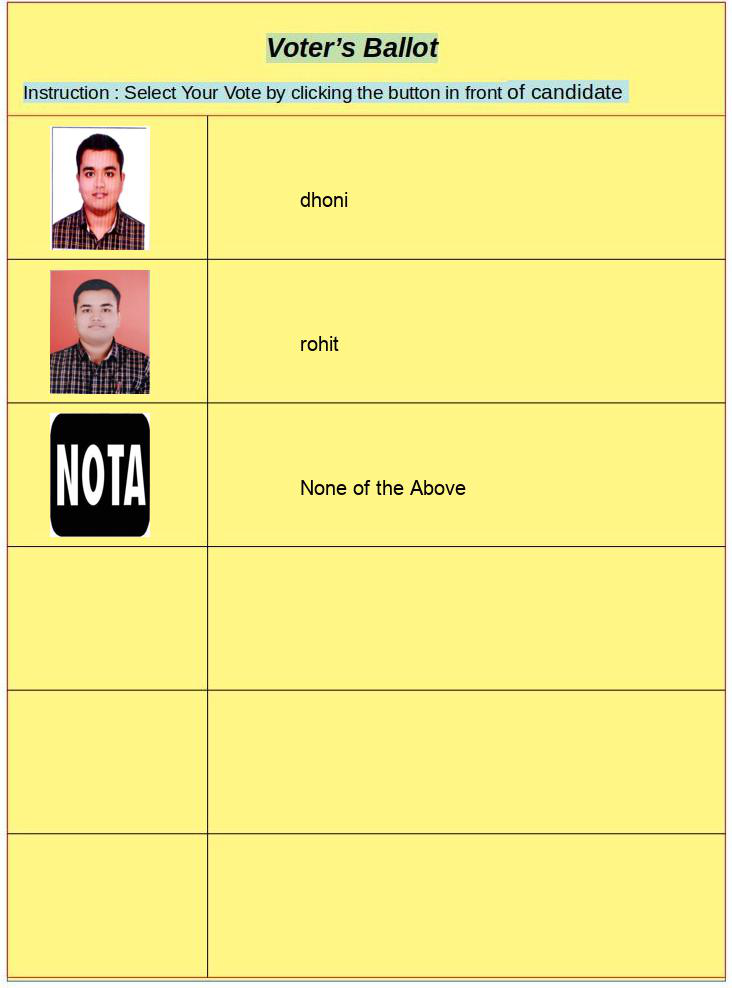 Voter’s Ballot
Instruction : Select Your Vote by clicking the button in front of candidate
dhoni
rohit
NOTA
None of the Above